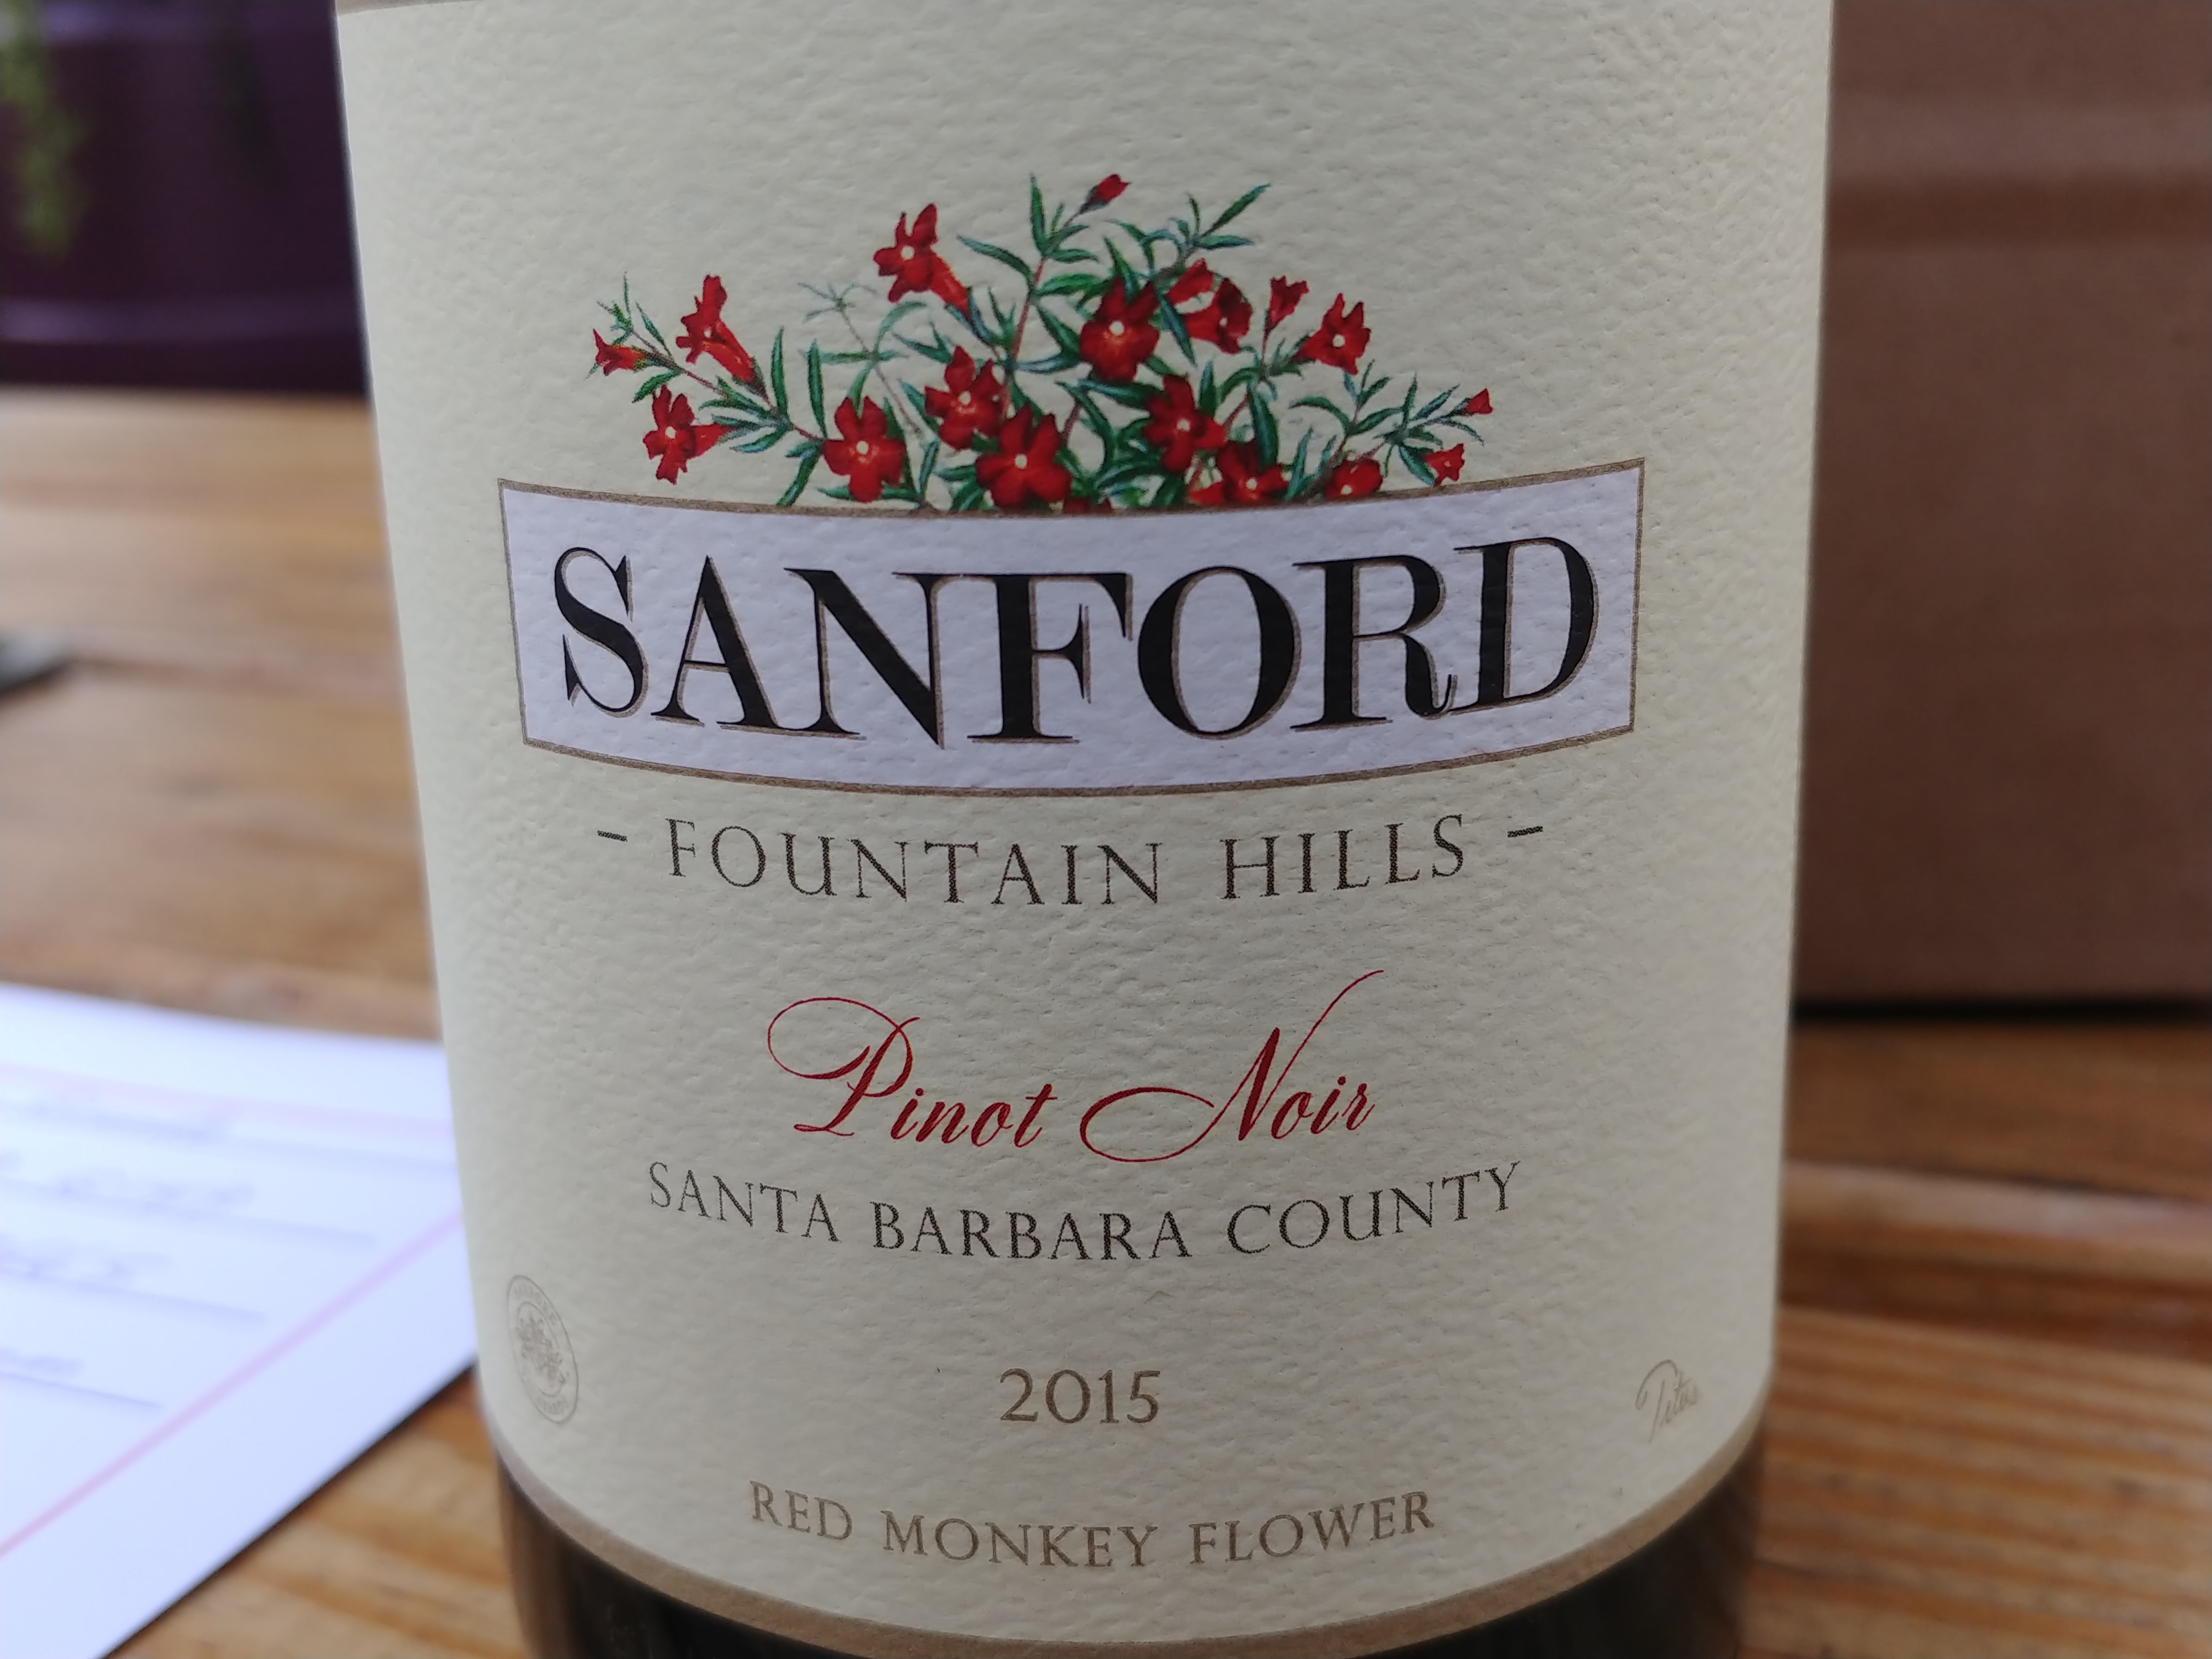 SANFORD
- FOUNTAIN HILLS -
Pinot Noir
SANTA BARBARA COUNTY
2015
RED MONKEY FLOWER